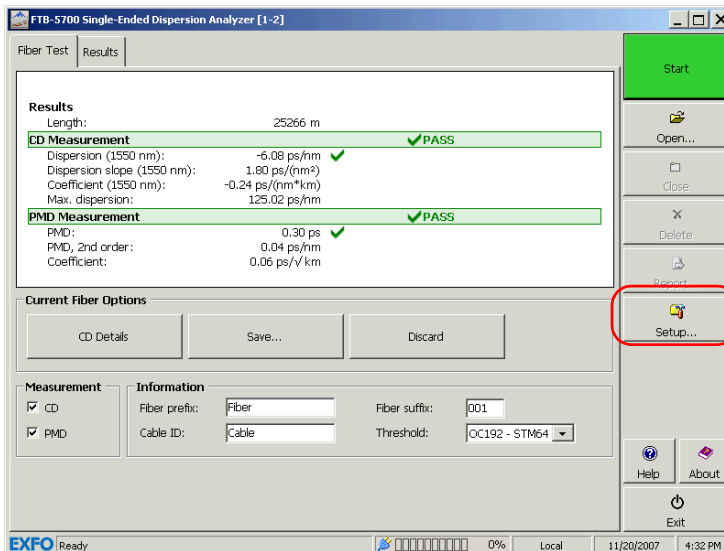 FTB-5700 Single-Ended Dispersion Analyzer [1-2]
Fiber Test
Results
Start
Results
Length: 25266 m
CD Measurement PASS
Dispersion (1550 nm): -6.08 ps/nm
Dispersion slope (1550 nm): 1.80 ps/(nm²)
Coefficient (1550 nm): -0.24 ps/(nm*km)
Max. dispersion: 125.02 ps/nm
PMD Measurement PASS
PMD: 0.30 ps
PMD, 2nd order: 0.04 ps/nm
Coefficient: 0.06 ps/√km
Open...
Close
Delete
Report...
Setup...
Current Fiber Options
CD Details
Save...
Discard
Measurement
CD
PMD
Information
Fiber prefix: Fiber
Fiber suffix: 001
Cable ID: Cable
Threshold: OC192 - STM64
Help
About
Exit
EXFO Ready 0% Local 11/20/2007 4:32 PM